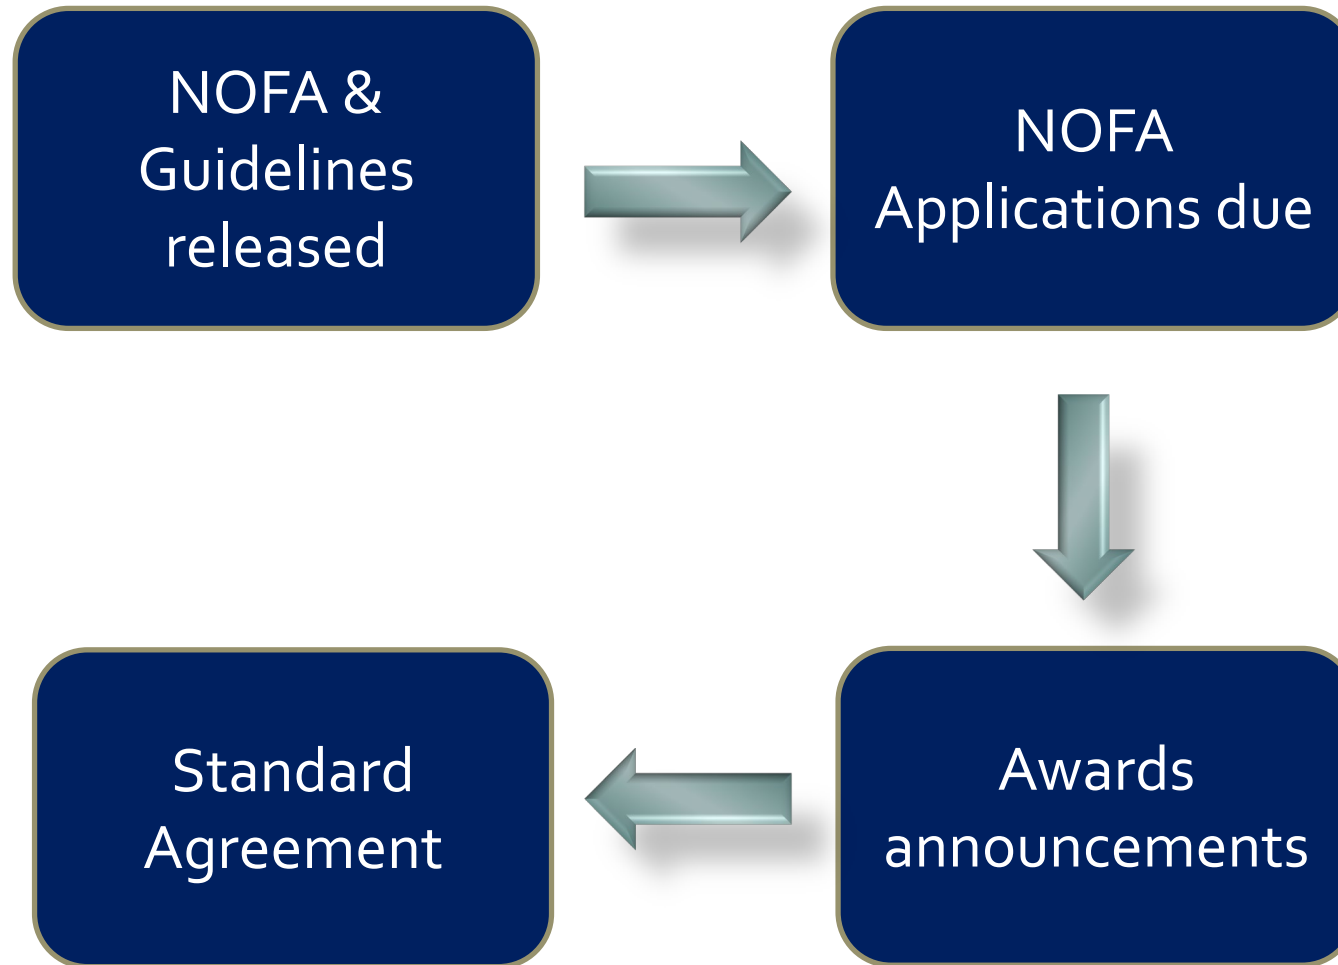 NOFA &
Guidelines
released
NOFA
Applications due
Awards
announcements
Standard
Agreement